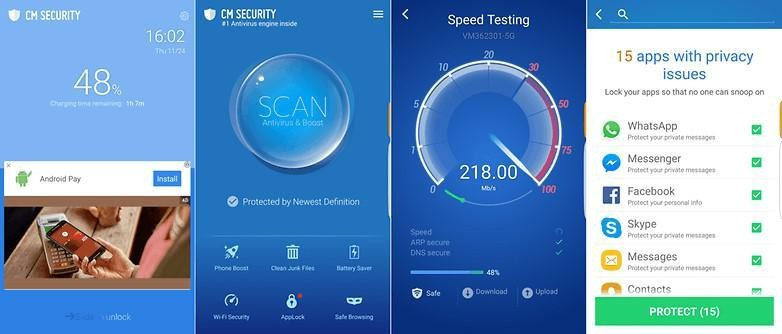 CM SECURITY
16:02
Thu 11/24
48%
Charging time remaining: 1h 7m
Android Pay
Install
AD
unlock
CM SECURITY
#1 Antivirus engine inside
SCAN
Antivirus & Boost
Protected by Newest Definition
Phone Boost
Clean Junk Files
Battery Saver
Wi-Fi Security
AppLock
Safe Browsing
Speed Testing
VM362301-5G
0
1
5
10
20
30
50
75
100
218.00
Mb/s
Speed
ARP secure
DNS secure
48%
Safe
Download
Upload
15 apps with privacy
issues
Lock your apps so that no one can snoop on
WhatsApp
Protect your private messages
Messenger
Protect your private messages
Facebook
Protect your personal info
Skype
Protect your private messages
Messages
Protect your private messages
Contacts
PROTECT (15)